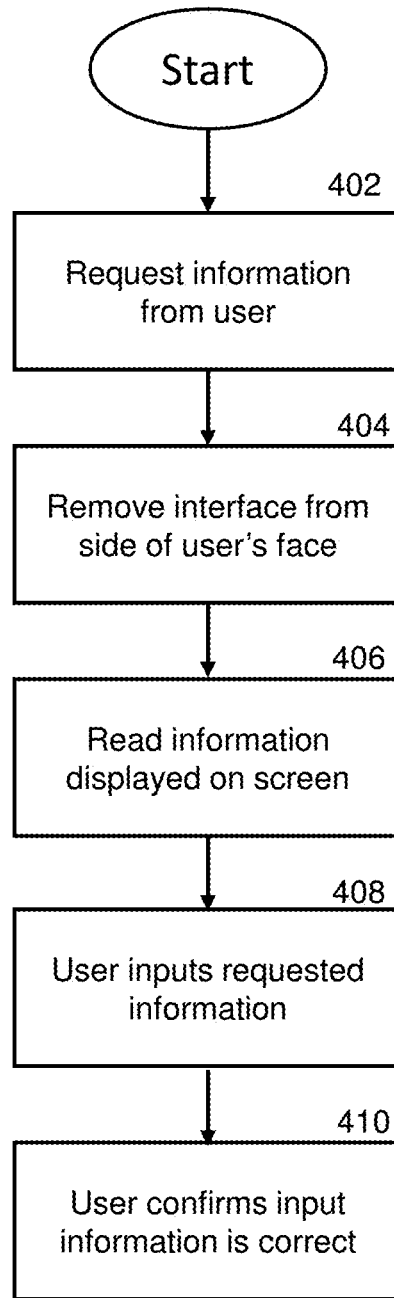 Start
402
Request information
from user
404
Remove interface from
side of user's face
406
Read information
displayed on screen
408
User inputs requested
information
410
User confirms input
information is correct